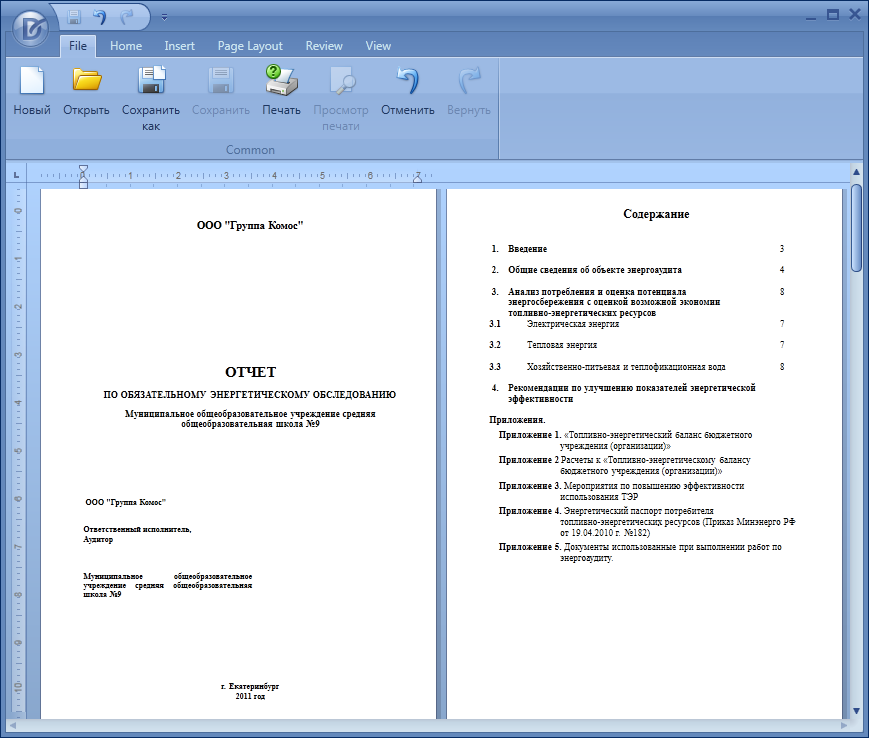 File Home Insert Page Layout Review View
Новый Открыть Сохранить как Сохранить Печать Просмотр печати Отменить Вернуть
Common
1 2 3 4 5 6 7
ООО "Группа Комос"
ОТЧЕТ
ПО ОБЯЗАТЕЛЬНОМУ ЭНЕРГЕТИЧЕСКОМУ ОБСЛЕДОВАНИЮ
Муниципальное общеобразовательное учреждение средняя
общеобразовательная школа №9
ООО "Группа Комос"
Ответственный исполнитель,
Аудитор
Муниципальное общеобразовательное
учреждение средняя общеобразовательная
школа №9
г. Екатеринбург
2011 год
Содержание
1. Введение 3
2. Общие сведения об объекте энергоаудита 4
3. Анализ потребления и оценка потенциала 8
энергосбережения с оценкой возможной экономии
топливно-энергетических ресурсов
3.1 Электрическая энергия 7
3.2 Тепловая энергия 7
3.3 Хозяйственно-питьевая и теплофикационная вода 8
4. Рекомендации по улучшению показателей энергетической
эффективности
Приложения.
Приложение 1. «Топливно-энергетический баланс бюджетного
учреждения (организации)»
Приложение 2 Расчеты к «Топливно-энергетическому балансу
бюджетного учреждения (организации)»
Приложение 3. Мероприятия по повышению эффективности
использования ТЭР
Приложение 4. Энергетический паспорт потребителя
топливно-энергетических ресурсов (Приказ Минэнерго РФ
от 19.04.2010 г. №182)
Приложение 5. Документы использованные при выполнении работ по
энергоаудиту.